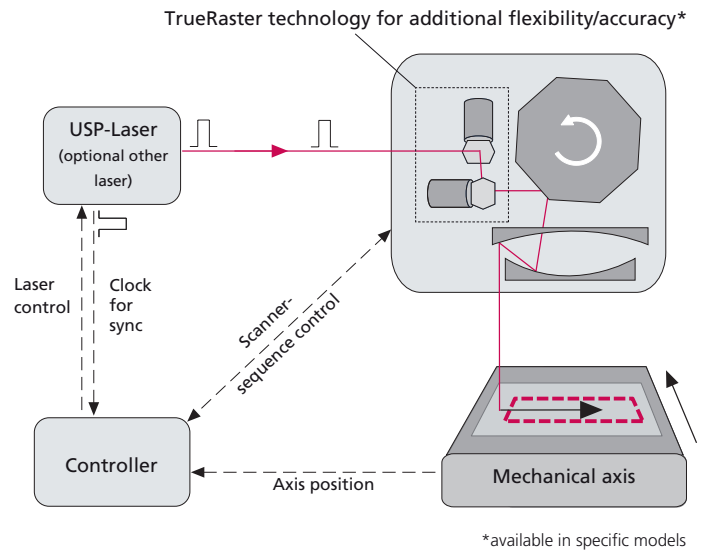 TrueRaster technology for additional flexibility/accuracy*
USP-Laser
(optional other
laser)
Laser
control
Clock
for
sync
Scanner-
sequence control
Controller
Axis position
Mechanical axis
*available in specific models